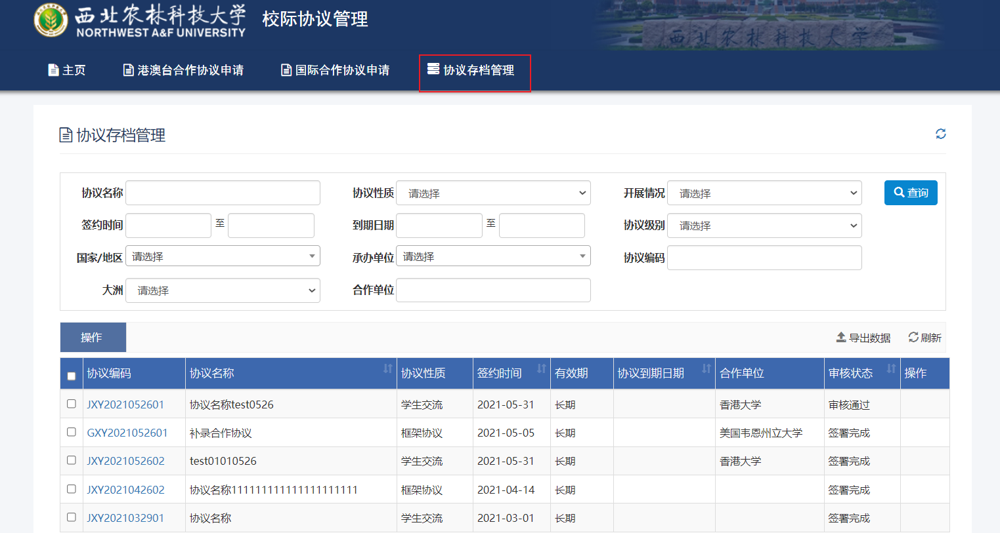 西北农林科技大学
NORTHWEST A&F UNIVERSITY
校际协议管理
西北农林科技大学
主页 港澳台合作协议申请 国际合作协议申请 协议存档管理
协议存档管理
协议名称 协议性质 请选择 开展情况 请选择 查询
签约时间 至 到期日期 至 协议级别 请选择
国家/地区 请选择 承办单位 请选择 协议编码
大洲 请选择 合作单位
操作 导出数据 刷新
协议编码 协议名称 协议性质 签约时间 有效期 协议到期日期 合作单位 审核状态 操作
JXY2021052601 协议名称test0526 学生交流 2021-05-31 长期 香港大学 审核通过
GXY2021052601 补录合作协议 框架协议 2021-05-05 长期 美国韦恩州立大学 签署完成
JXY2021052602 test01010526 学生交流 2021-05-31 长期 香港大学 签署完成
JXY2021042602 协议名称1111111111111111111111 框架协议 2021-04-14 长期 签署完成
JXY2021032901 协议名称 学生交流 2021-03-01 长期 签署完成